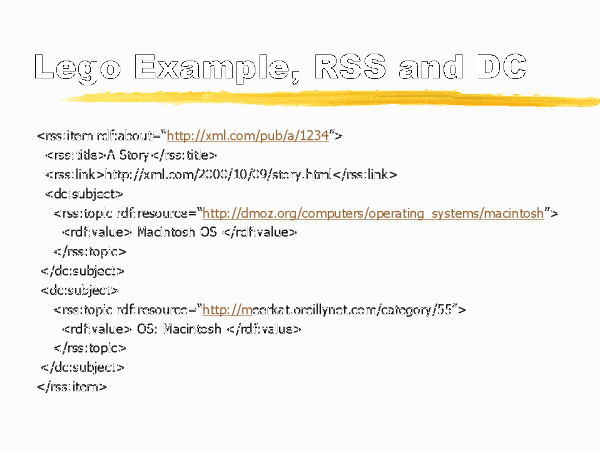 Lego Example, RSS and DC
<rss:item rdf:about="http://xml.com/pub/a/1234">
<rss:title>A Story</rss:title>
<rss:link>http://xml.com/2000/10/09/story.html</rss:link>
<dc:subject>
<rss:topic rdf:resource="http://dmoz.org/computers/operating_systems/macintosh">
<rdf:value> Macintosh OS </rdf:value>
</rss:topic>
</dc:subject>
<dc:subject>
<rss:topic rdf:resource="http://meerkat.oreillynet.com/category/55">
<rdf:value> OS: Macintosh </rdf:value>
</rss:topic>
</dc:subject>
</rss:item>